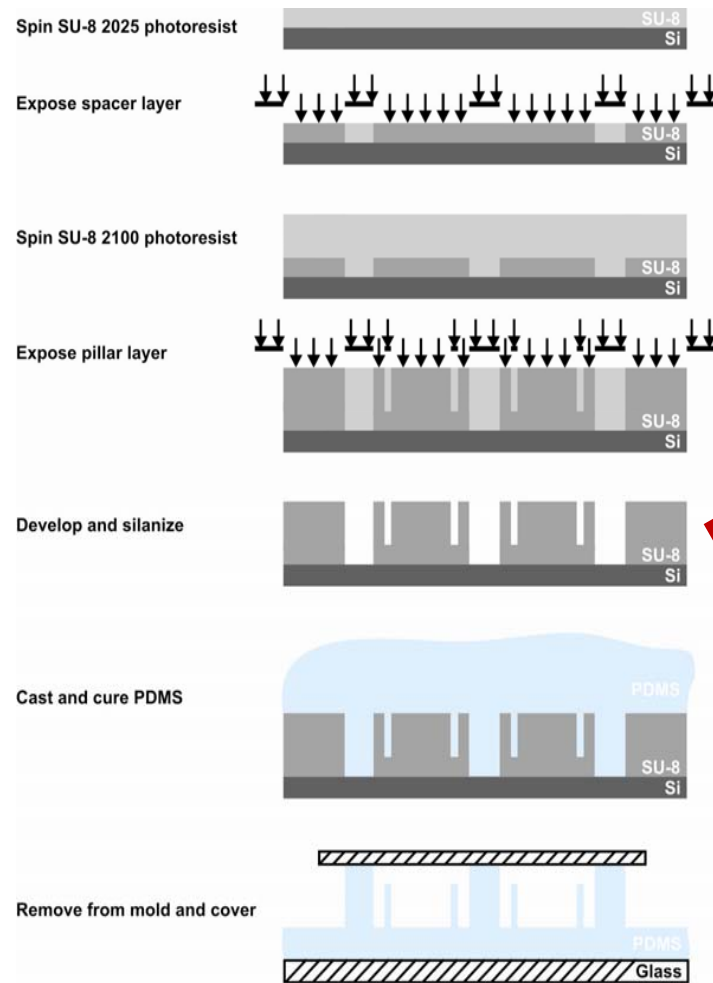 Spin SU-8 2025 photoresist
SU-8
Si
Expose spacer layer
SU-8
Si
Spin SU-8 2100 photoresist
SU-8
Si
Expose pillar layer
SU-8
Si
Develop and silanize
SU-8
Si
Cast and cure PDMS
PDMS
SU-8
Si
Remove from mold and cover
PDMS
Glass